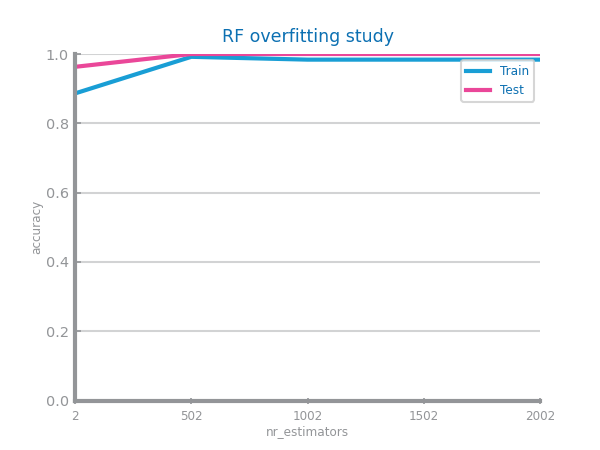 RF overfitting study
1.0
0.8
0.6
0.4
0.2
0.0
accuracy
Train
Test
2 502 1002 1502 2002
nr_estimators